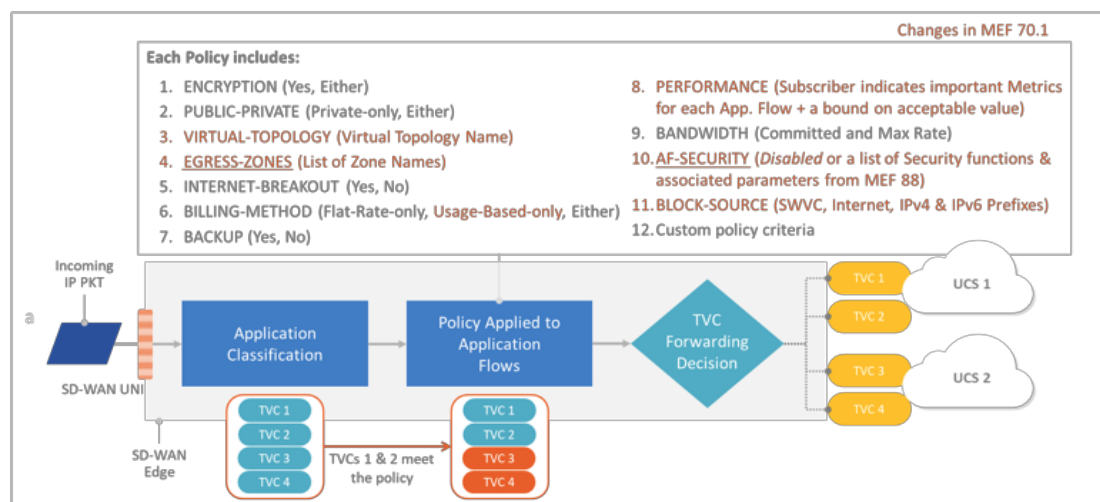 Changes in MEF 70.1
Each Policy includes:
1. ENCRYPTION (Yes, Either)
2. PUBLIC-PRIVATE (Private-only, Either)
3. VIRTUAL-TOPOLOGY (Virtual Topology Name)
4. EGRESS-ZONES (List of Zone Names)
5. INTERNET-BREAKOUT (Yes, No)
6. BILLING-METHOD (Flat-Rate-only, Usage-Based-only, Either)
7. BACKUP (Yes, No)
8. PERFORMANCE (Subscriber indicates important Metrics
for each App. Flow + a bound on acceptable value)
9. BANDWIDTH (Committed and Max Rate)
10. AF-SECURITY (Disabled or a list of Security functions &
associated parameters from MEF 88)
11. BLOCK-SOURCE (SWVC, Internet, IPv4 & IPv6 Prefixes)
12. Custom policy criteria
Incoming
IP PKT
SD-WAN UNI
SD-WAN
Edge
Application
Classification
Policy Applied to
Application
Flows
TVC
Forwarding
Decision
TVC 1
TVC 2
TVC 3
TVC 4
UCS 1
UCS 2
TVC 1
TVC 2
TVC 3
TVC 4
TVCs 1 & 2 meet
the policy
TVC 1
TVC 2
TVC 3
TVC 4